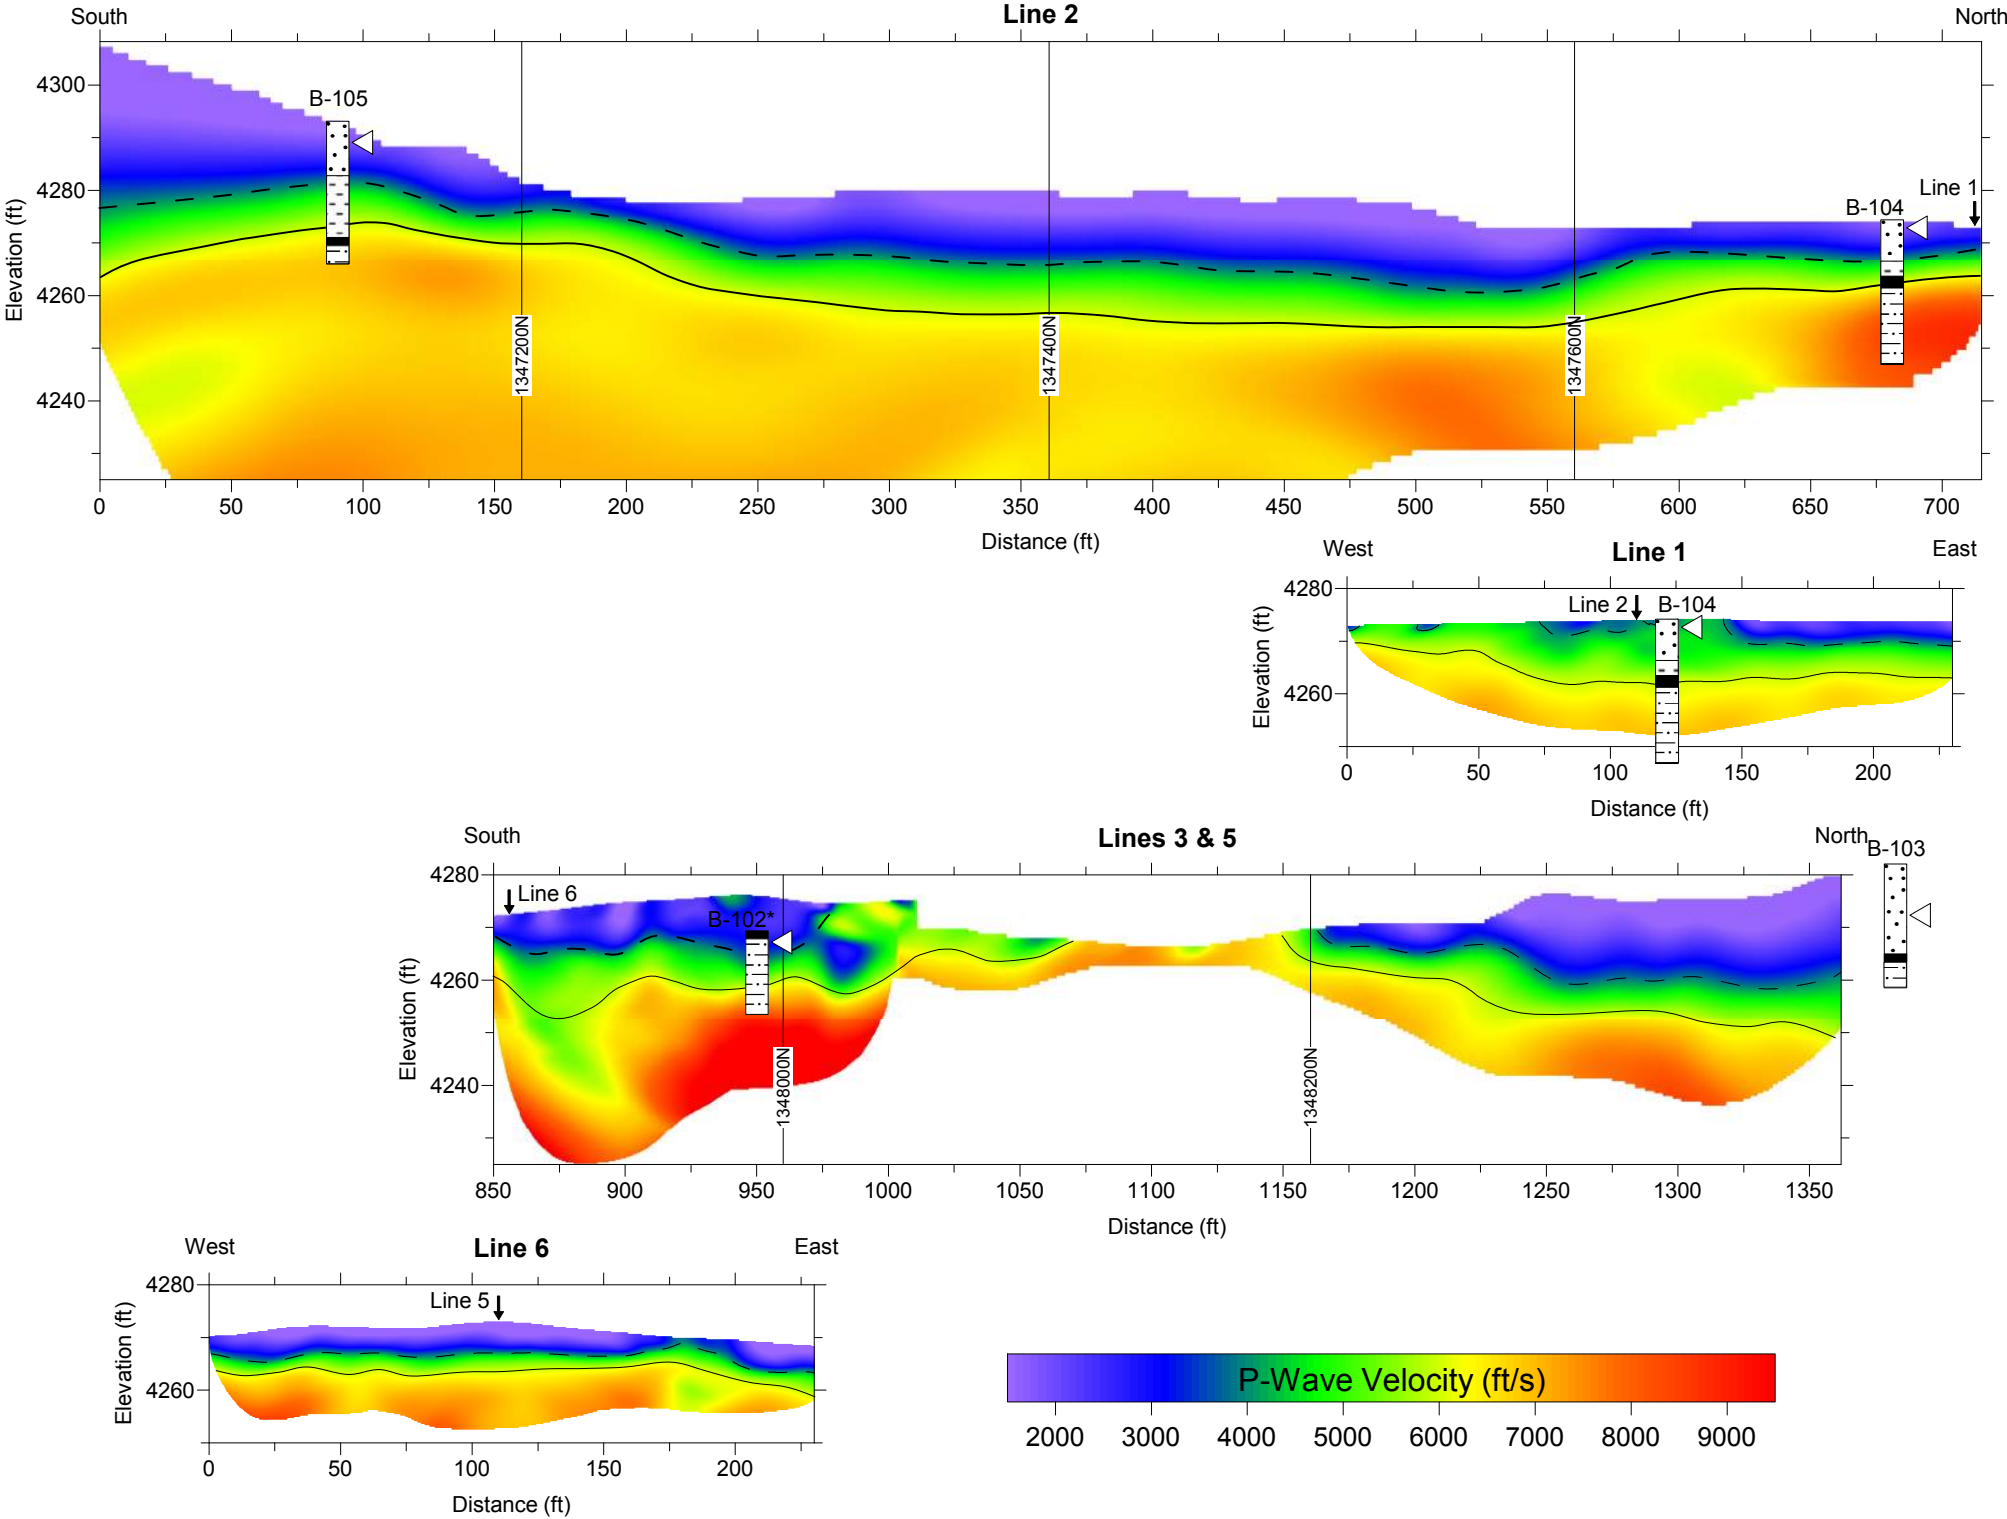 South Line 2 North
4300
B-105
4280
Line 1
B-104
4260
4240
Elevation (ft)
1347200N 1347400N 1347600N
0 50 100 150 200 250 300 350 400 450 500 550 600 650 700
Distance (ft)
West Line 1 East
4280
Line 2 B-104
4260
Elevation (ft)
0 50 100 150 200
Distance (ft)
South Lines 3 & 5 North
B-103
4280
Line 6
B-102*
4260
4240
Elevation (ft)
1348000N 1348200N
850 900 950 1000 1050 1100 1150 1200 1250 1300 1350
Distance (ft)
West Line 6 East
4280
Line 5
4260
Elevation (ft)
0 50 100 150 200
Distance (ft)
P-Wave Velocity (ft/s)
2000 3000 4000 5000 6000 7000 8000 9000